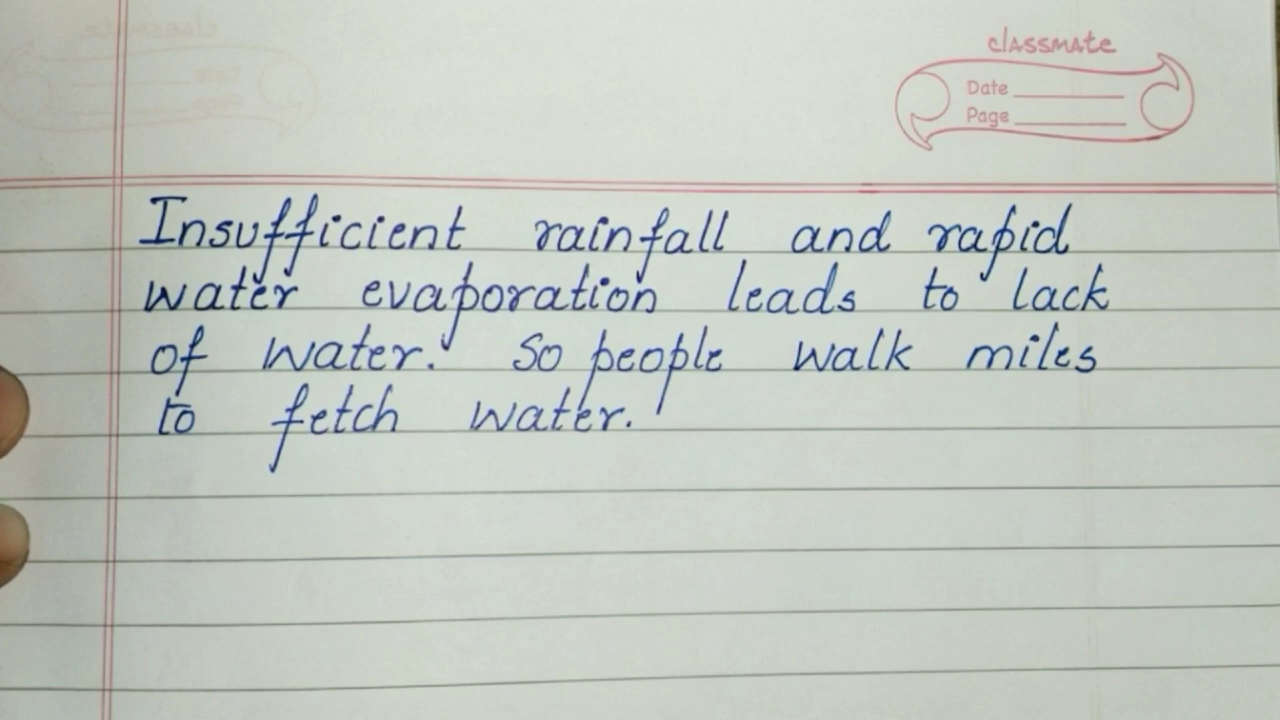 classmate
Date
Page
Insufficient rainfall and rapid
water evaporation leads to lack
of water. So people walk miles
to fetch water.